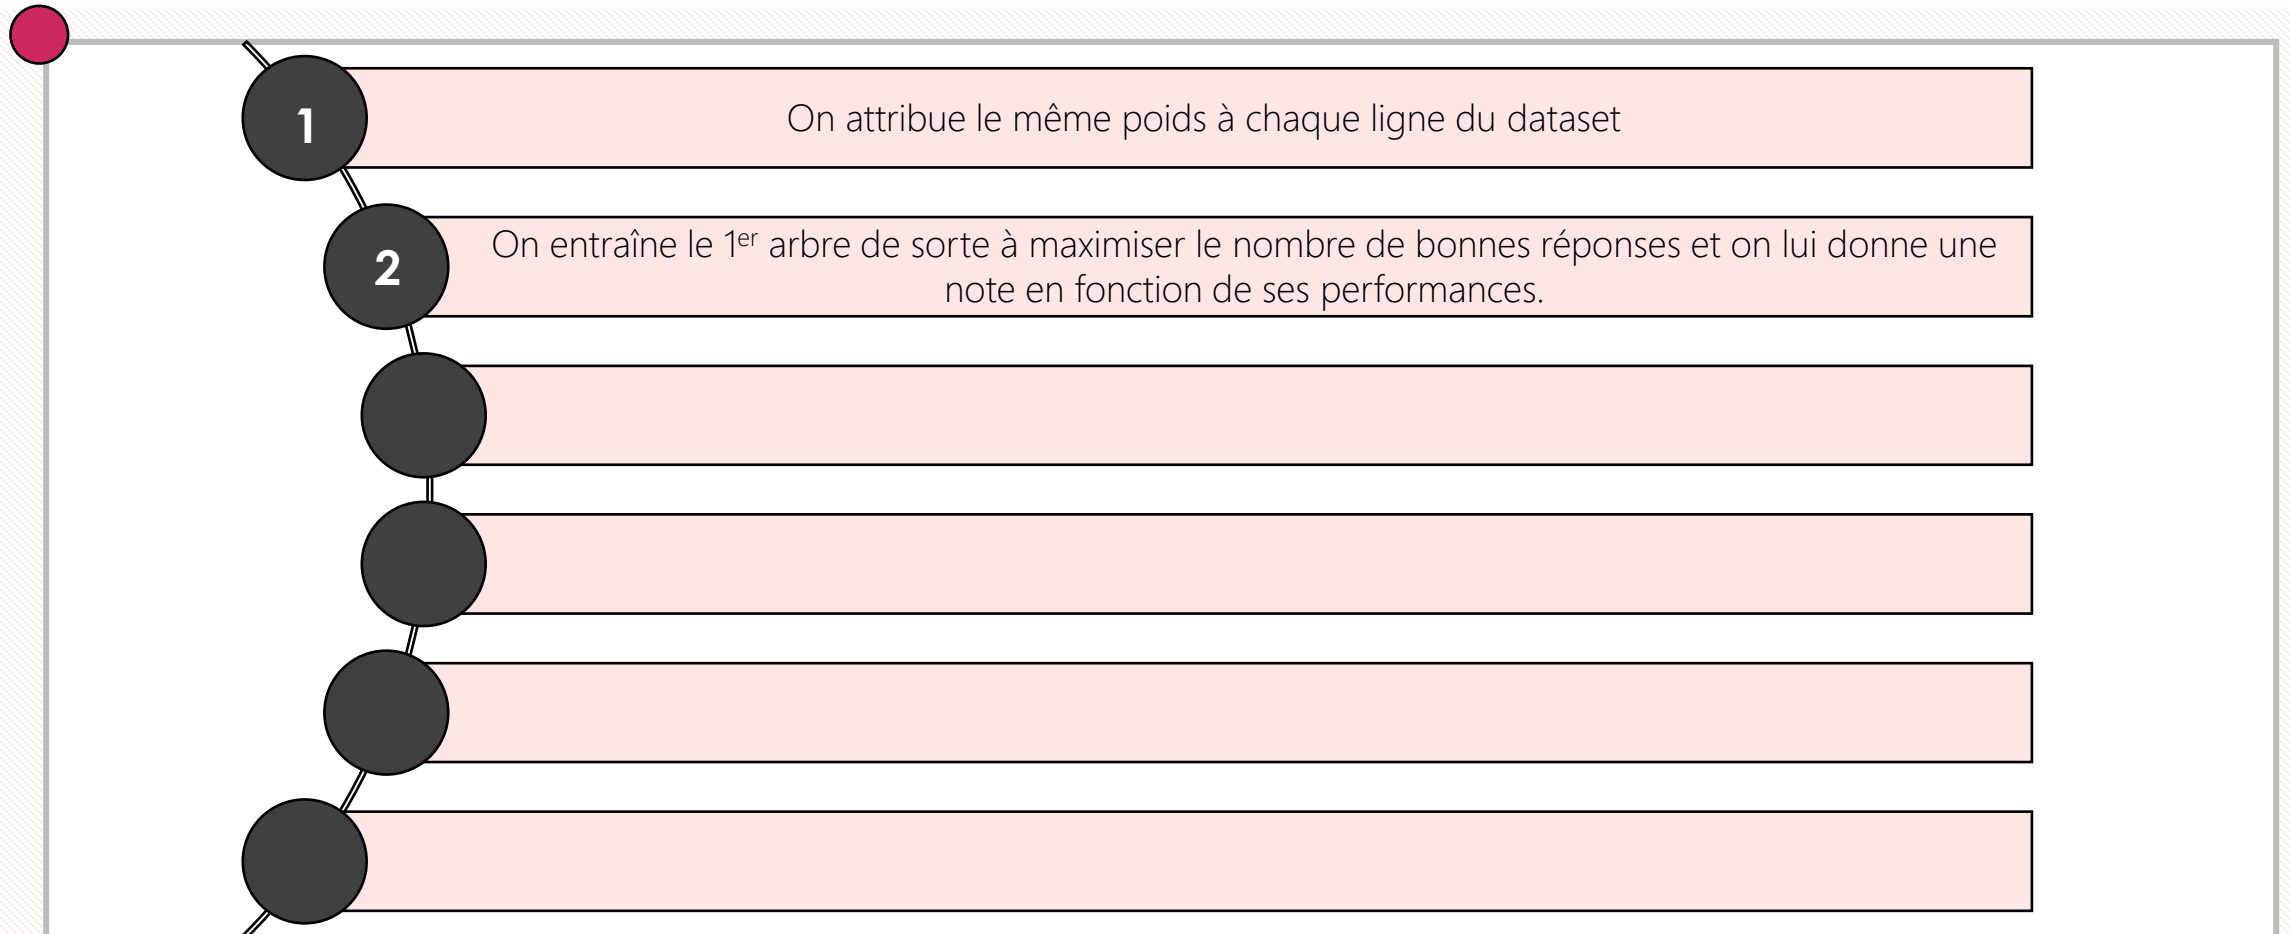 1
On attribue le même poids à chaque ligne du dataset
2
On entraîne le 1er arbre de sorte à maximiser le nombre de bonnes réponses et on lui donne une
note en fonction de ses performances.